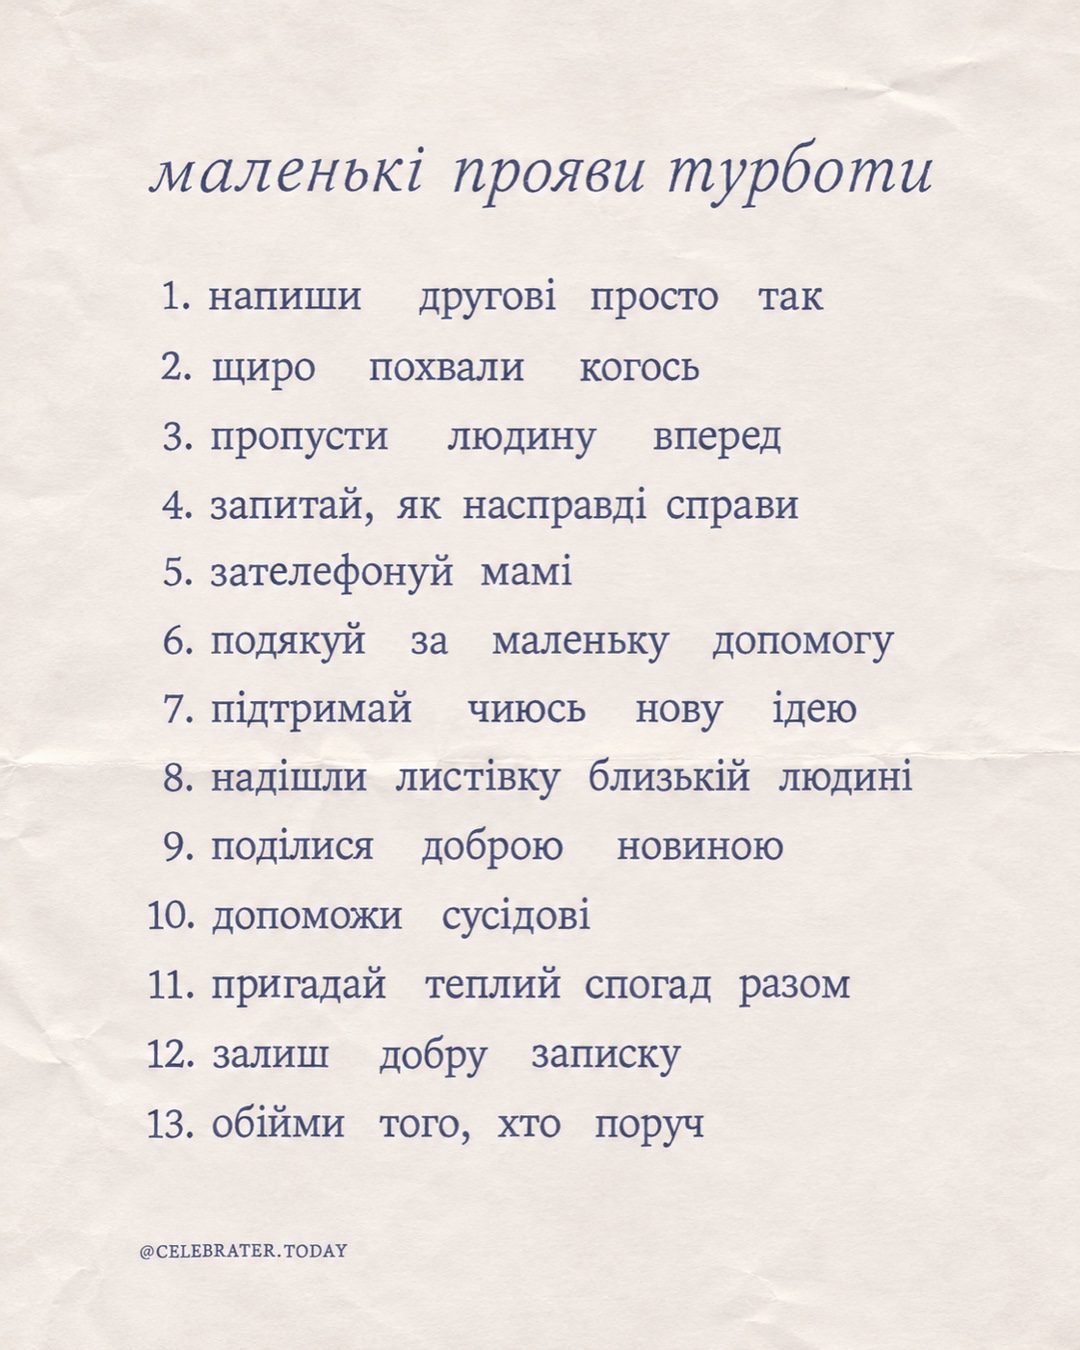 маленькі прояви турботи
1. напиши другові просто так
2. щиро похвали когось
3. пропусти людину вперед
4. запитай, як насправді справи
5. зателефонуй мамі
6. подякуй за маленьку допомогу
7. підтримай чиюсь нову ідею
8. надішли листівку близькій людині
9. поділися доброю новиною
10. допоможи сусідові
11. пригадай теплий спогад разом
12. залиш добру записку
13. обійми того, хто поруч
@CELEBRATER.TODAY